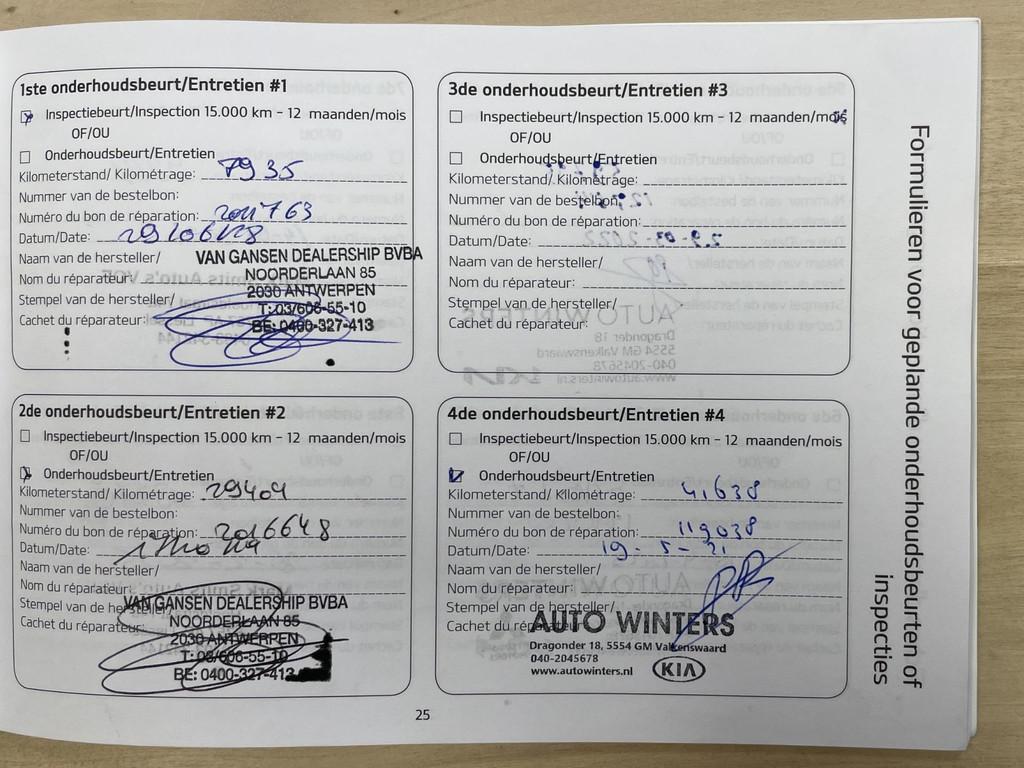 1ste onderhoudsbeurt/Entretien #1
Inspectiebeurt/Inspection 15.000 km - 12 maanden/mois
OF/OU
Onderhoudsbeurt/Entretien
Kilometerstand/ Kilométrage: 7935
Nummer van de bestelbon:
Numéro du bon de réparation: 2011763
Datum/Date:
Naam van de hersteller/
Nom du réparateur:
Stempel van de hersteller/
Cachet du réparateur:
VAN GANSEN DEALERSHIP BVBA
NOORDERLAAN 85
2030 ANTWERPEN
T: 03/606-55-10
BE: 0400-327-413
2de onderhoudsbeurt/Entretien #2
Inspectiebeurt/Inspection 15.000 km - 12 maanden/mois
OF/OU
Onderhoudsbeurt/Entretien
Kilometerstand/ Kilométrage: 29404
Nummer van de bestelbon:
Numéro du bon de réparation: 2016648
Datum/Date:
Naam van de hersteller/
Nom du réparateur:
Stempel van de hersteller/
Cachet du réparateur:
VAN GANSEN DEALERSHIP BVBA
NOORDERLAAN 85
2030 ANTWERPEN
T: 03/606-55-10
BE: 0400-327-413
3de onderhoudsbeurt/Entretien #3
Inspectiebeurt/Inspection 15.000 km - 12 maanden/mois
OF/OU
Onderhoudsbeurt/Entretien
Kilometerstand/ Kilométrage:
Nummer van de bestelbon:
Numéro du bon de réparation:
Datum/Date:
Naam van de hersteller/
Nom du réparateur:
Stempel van de hersteller/
Cachet du réparateur:
4de onderhoudsbeurt/Entretien #4
Inspectiebeurt/Inspection 15.000 km - 12 maanden/mois
OF/OU
Onderhoudsbeurt/Entretien
Kilometerstand/ Kilométrage: 41638
Nummer van de bestelbon:
Numéro du bon de réparation: 119038
Datum/Date: 19-5-21
Naam van de hersteller/
Nom du réparateur:
Stempel van de hersteller/
Cachet du réparateur:
AUTO WINTERS
Dragonder 18, 5554 GM Valkenswaard
040-2045678
www.autowinters.nl KIA
Formulieren voor geplande onderhoudsbeurten of
inspecties
25